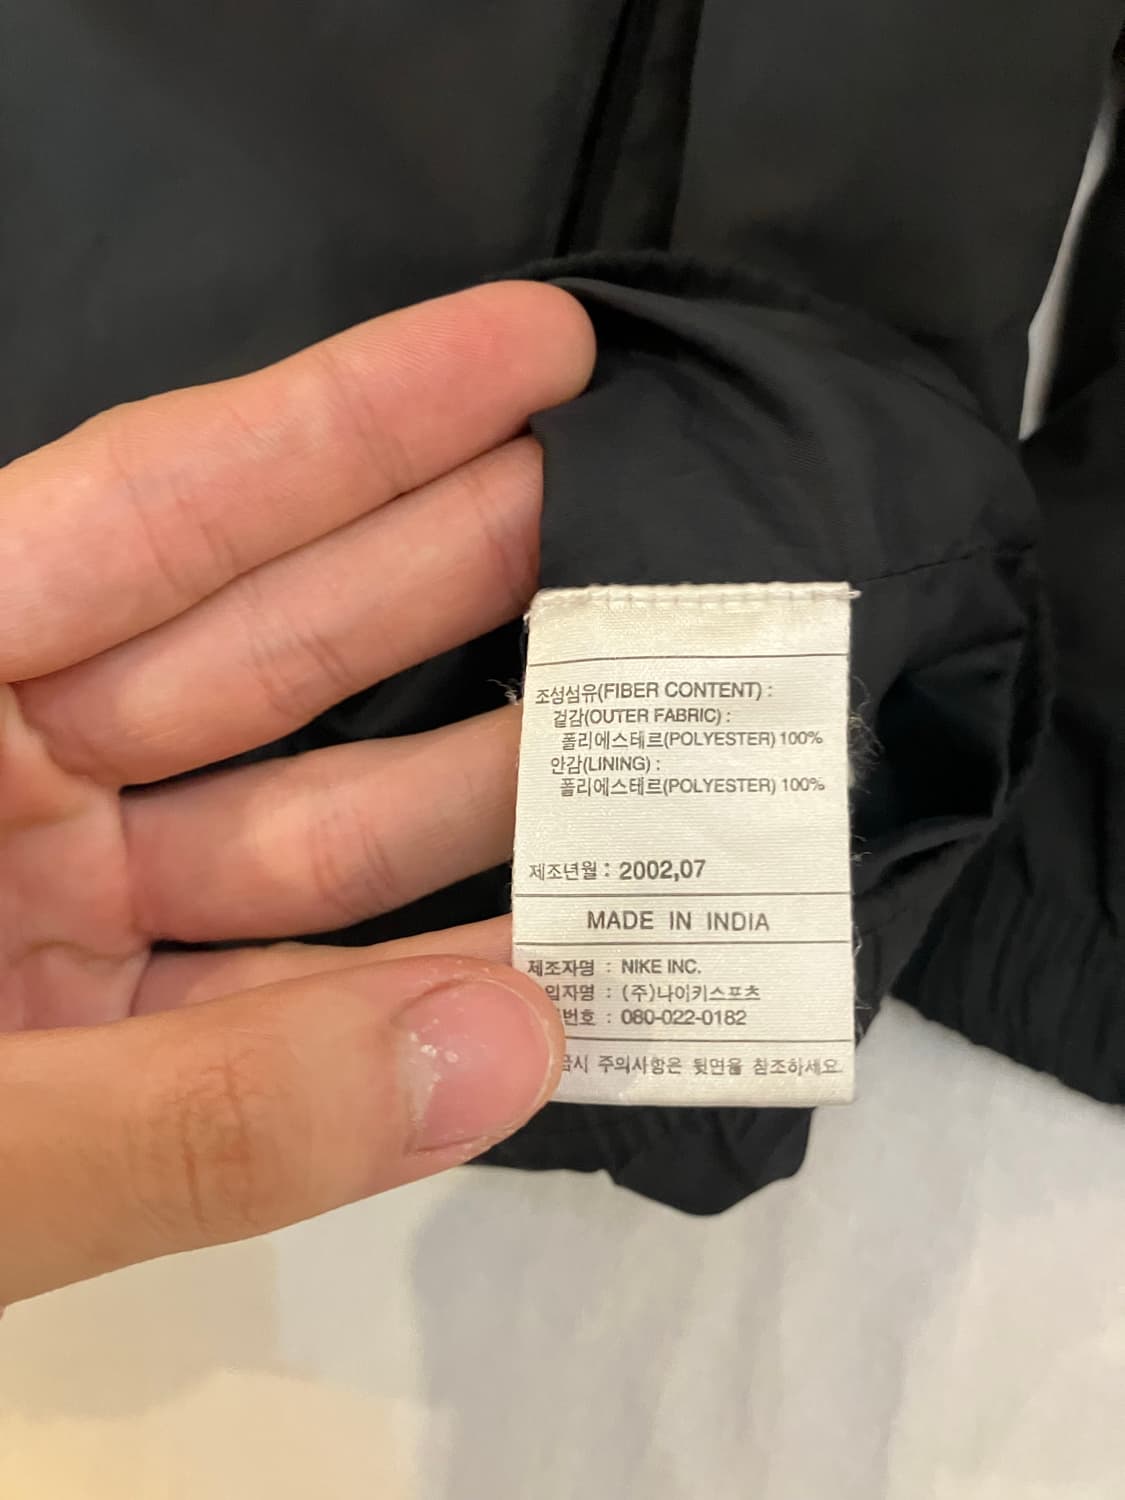 조성섬유(FIBER CONTENT) :
겉감(OUTER FABRIC) :
폴리에스테르(POLYESTER) 100%
안감(LINING) :
폴리에스테르(POLYESTER) 100%
제조년월 : 2002,07
MADE IN INDIA
제조자명 : NIKE INC.
입자명 : (주)나이키스포츠
번호 : 080-022-0182
주의사항은 뒷면을 참조하세요.